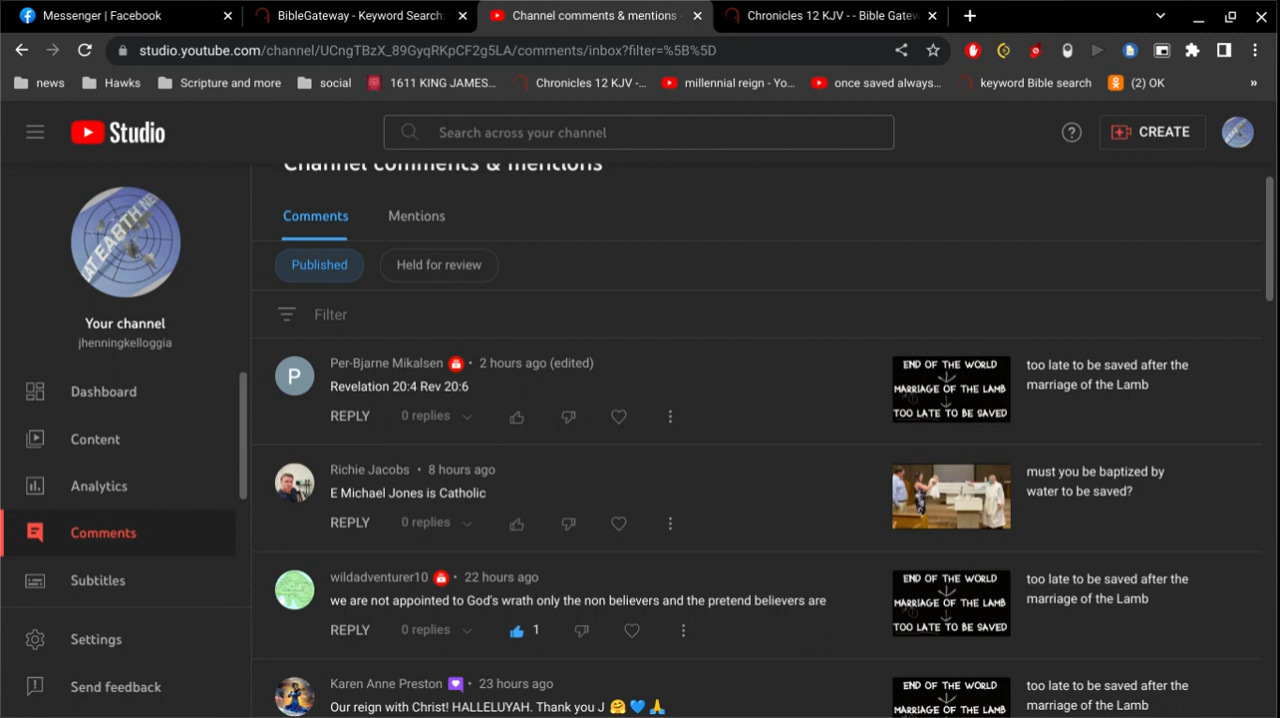 Messenger | Facebook
BibleGateway - Keyword Search:
Channel comments & mentions -
Chronicles 12 KJV - - Bible Gatew
studio.youtube.com/channel/UCngTBzX_89GyqRKpCF2g5LA/comments/inbox?filter=%5B%5D
news
Hawks
Scripture and more
social
1611 KING JAMES...
Chronicles 12 KJV -...
millennial reign - Yo...
once saved always...
keyword Bible search
(2) OK
»
Studio
Search across your channel
CREATE
Channel comments & mentions
AT EARTH NE
Your channel
jhenningkelloggia
Dashboard
Content
Analytics
Comments
Subtitles
Settings
Send feedback
Comments
Mentions
Published
Held for review
Filter
P
Per-Bjarne Mikalsen • 2 hours ago (edited)
Revelation 20:4 Rev 20:6
REPLY 0 replies
END OF THE WORLD
MARRIAGE OF THE LAMB
TOO LATE TO BE SAVED
too late to be saved after the
marriage of the Lamb
Richie Jacobs • 8 hours ago
E Michael Jones is Catholic
REPLY 0 replies
must you be baptized by
water to be saved?
wildadventurer10 • 22 hours ago
we are not appointed to God's wrath only the non believers and the pretend believers are
REPLY 0 replies 1
END OF THE WORLD
MARRIAGE OF THE LAMB
TOO LATE TO BE SAVED
too late to be saved after the
marriage of the Lamb
Karen Anne Preston • 23 hours ago
Our reign with Christ! HALLELUYAH. Thank you J 🤗 💙 🙏
END OF THE WORLD
MARRIAGE OF THE LAMB
too late to be saved after the
marriage of the Lamb